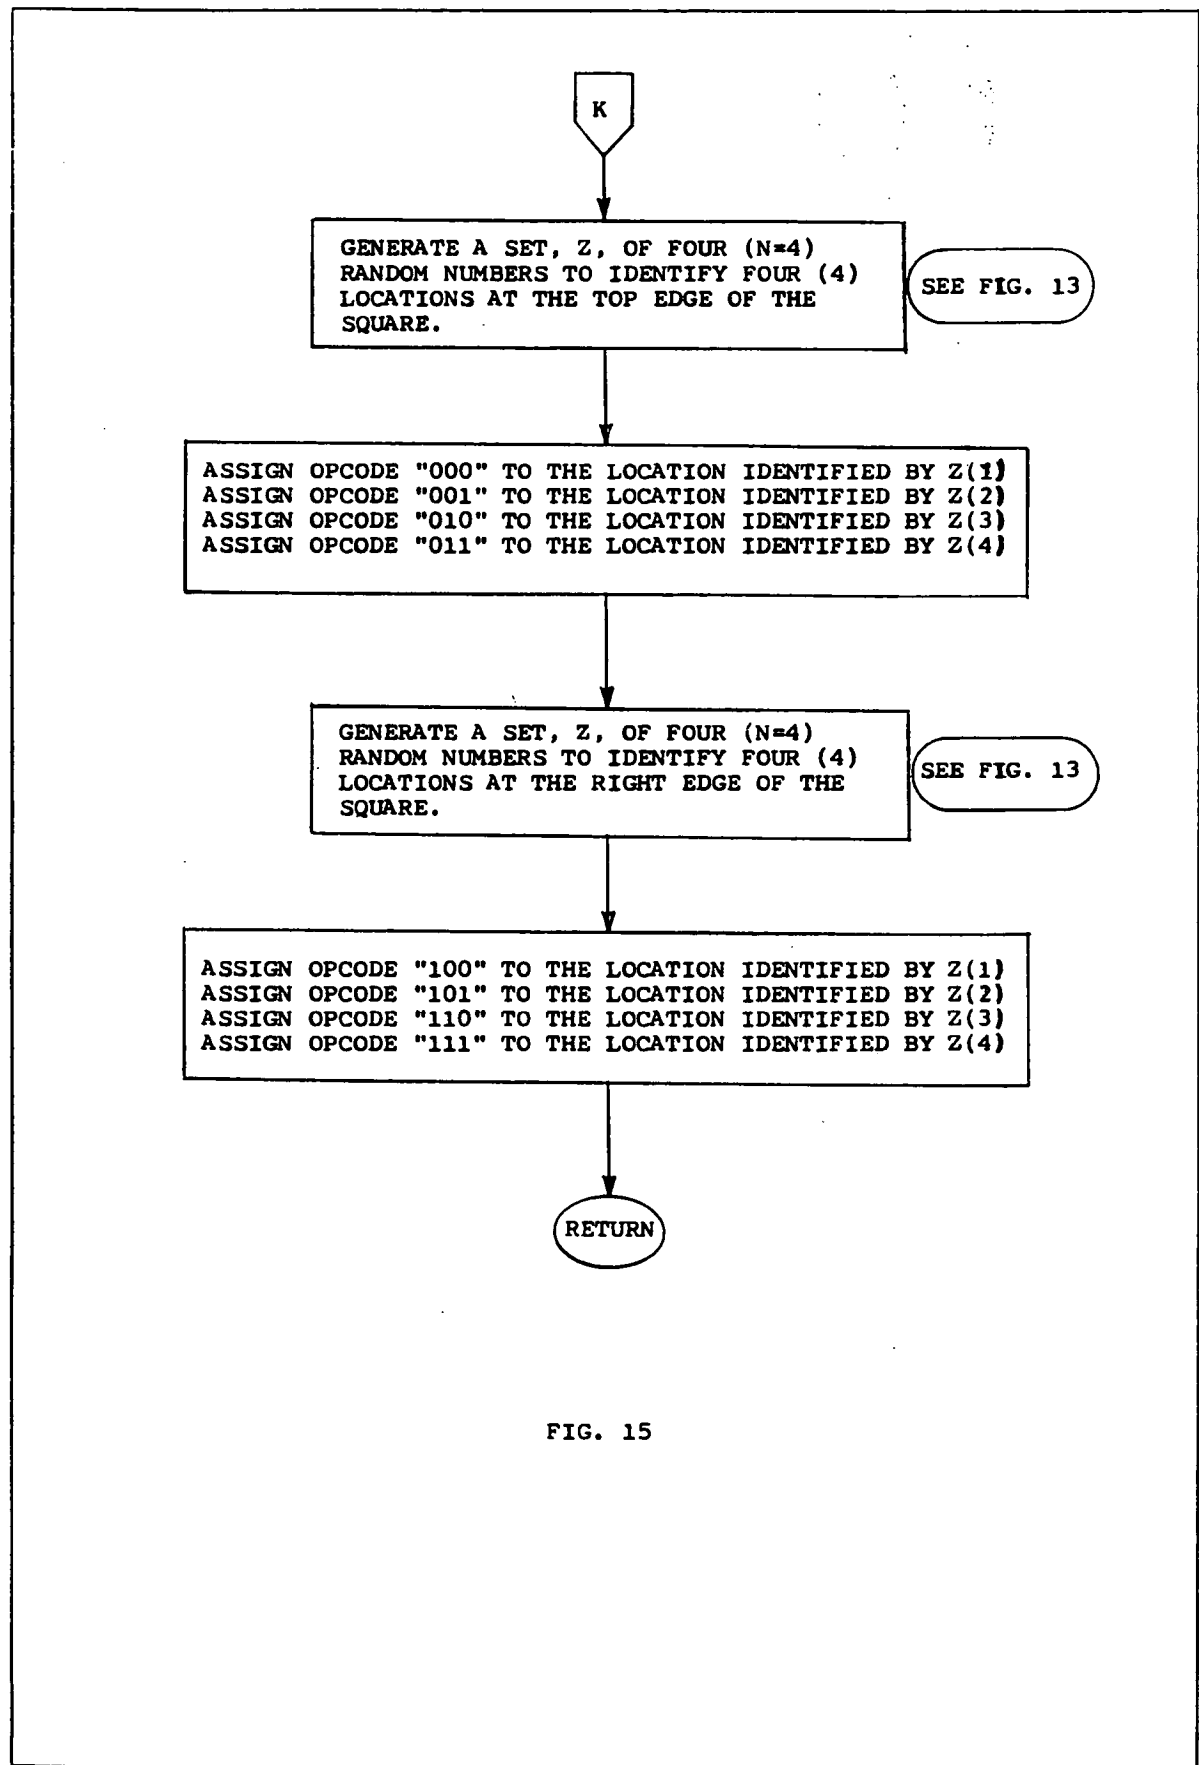 K
GENERATE A SET, Z, OF FOUR (N=4)
RANDOM NUMBERS TO IDENTIFY FOUR (4)
LOCATIONS AT THE TOP EDGE OF THE
SQUARE.
SEE FIG. 13
ASSIGN OPCODE "000" TO THE LOCATION IDENTIFIED BY Z(1)
ASSIGN OPCODE "001" TO THE LOCATION IDENTIFIED BY Z(2)
ASSIGN OPCODE "010" TO THE LOCATION IDENTIFIED BY Z(3)
ASSIGN OPCODE "011" TO THE LOCATION IDENTIFIED BY Z(4)
GENERATE A SET, Z, OF FOUR (N=4)
RANDOM NUMBERS TO IDENTIFY FOUR (4)
LOCATIONS AT THE RIGHT EDGE OF THE
SQUARE.
SEE FIG. 13
ASSIGN OPCODE "100" TO THE LOCATION IDENTIFIED BY Z(1)
ASSIGN OPCODE "101" TO THE LOCATION IDENTIFIED BY Z(2)
ASSIGN OPCODE "110" TO THE LOCATION IDENTIFIED BY Z(3)
ASSIGN OPCODE "111" TO THE LOCATION IDENTIFIED BY Z(4)
RETURN
FIG. 15